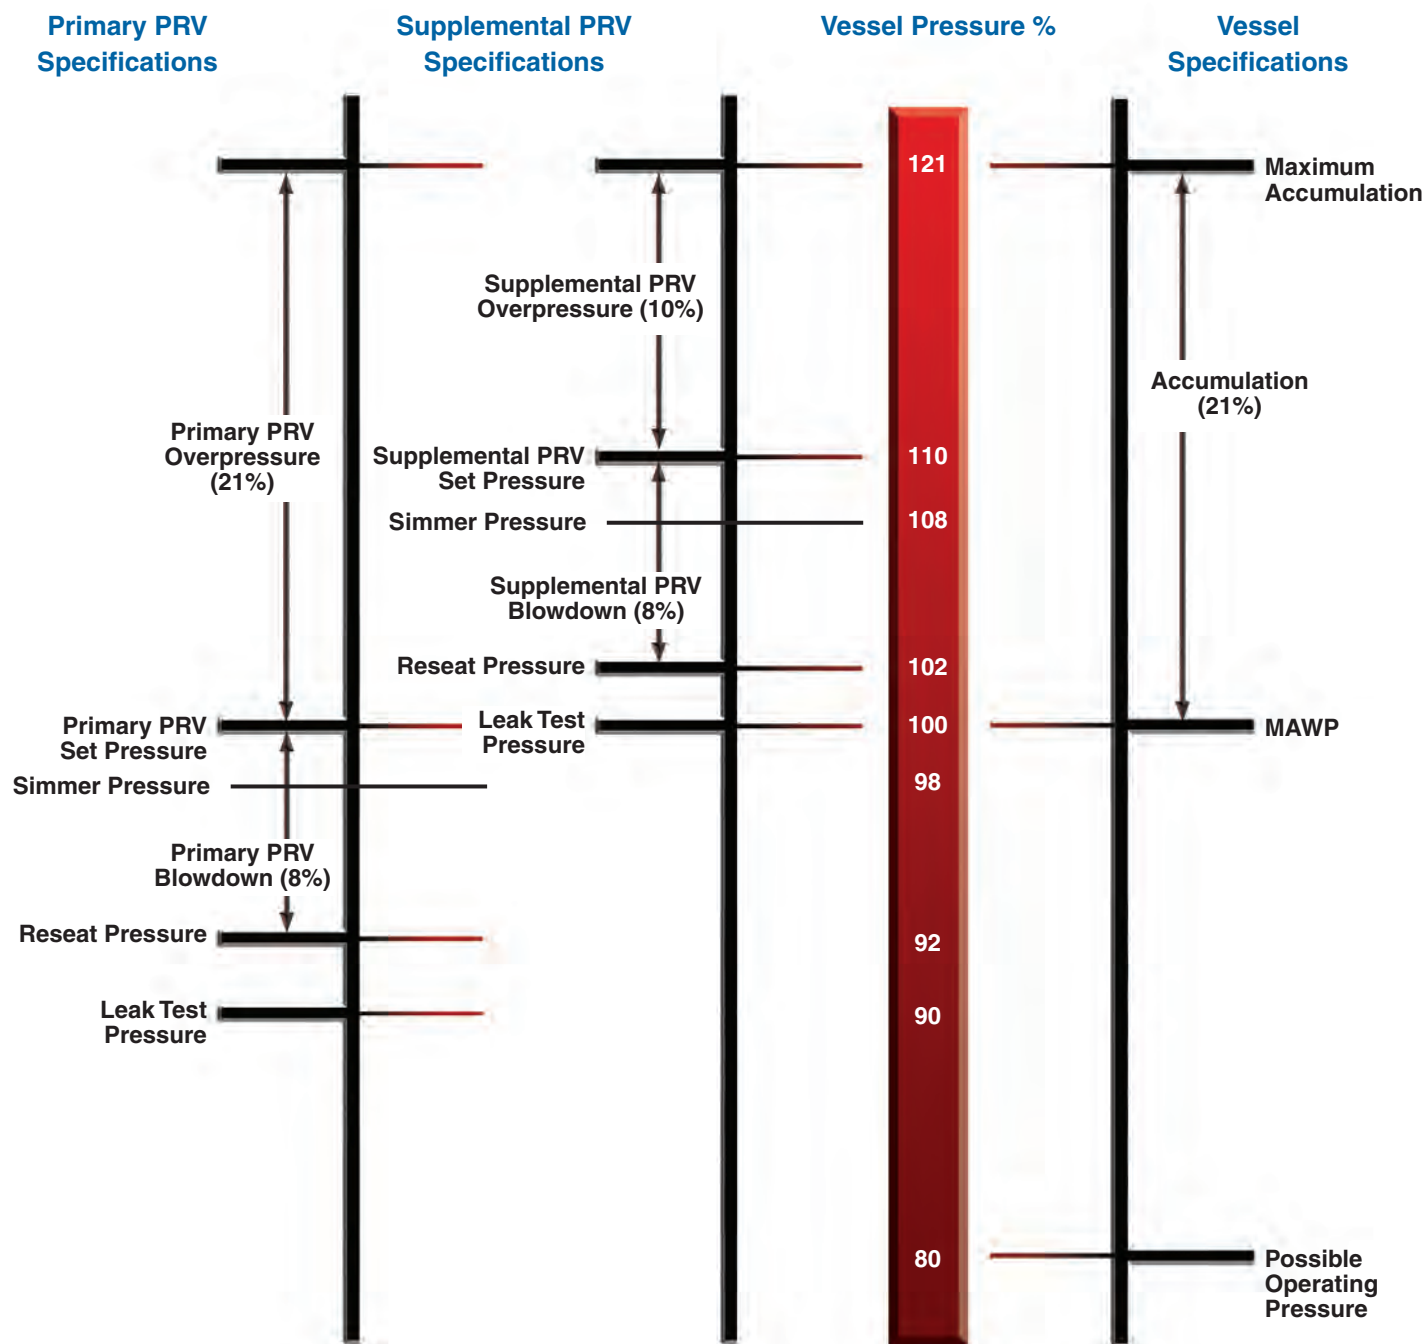 Primary PRV
Specifications
Supplemental PRV
Specifications
Vessel Pressure %
Vessel
Specifications
Primary PRV
Overpressure
(21%)
Primary PRV
Set Pressure
Simmer Pressure
Primary PRV
Blowdown (8%)
Reseat Pressure
Leak Test
Pressure
Supplemental PRV
Overpressure (10%)
Supplemental PRV
Set Pressure
Simmer Pressure
Supplemental PRV
Blowdown (8%)
Reseat Pressure
Leak Test
Pressure
121
110
108
102
100
98
92
90
80
Maximum
Accumulation
Accumulation
(21%)
MAWP
Possible
Operating
Pressure